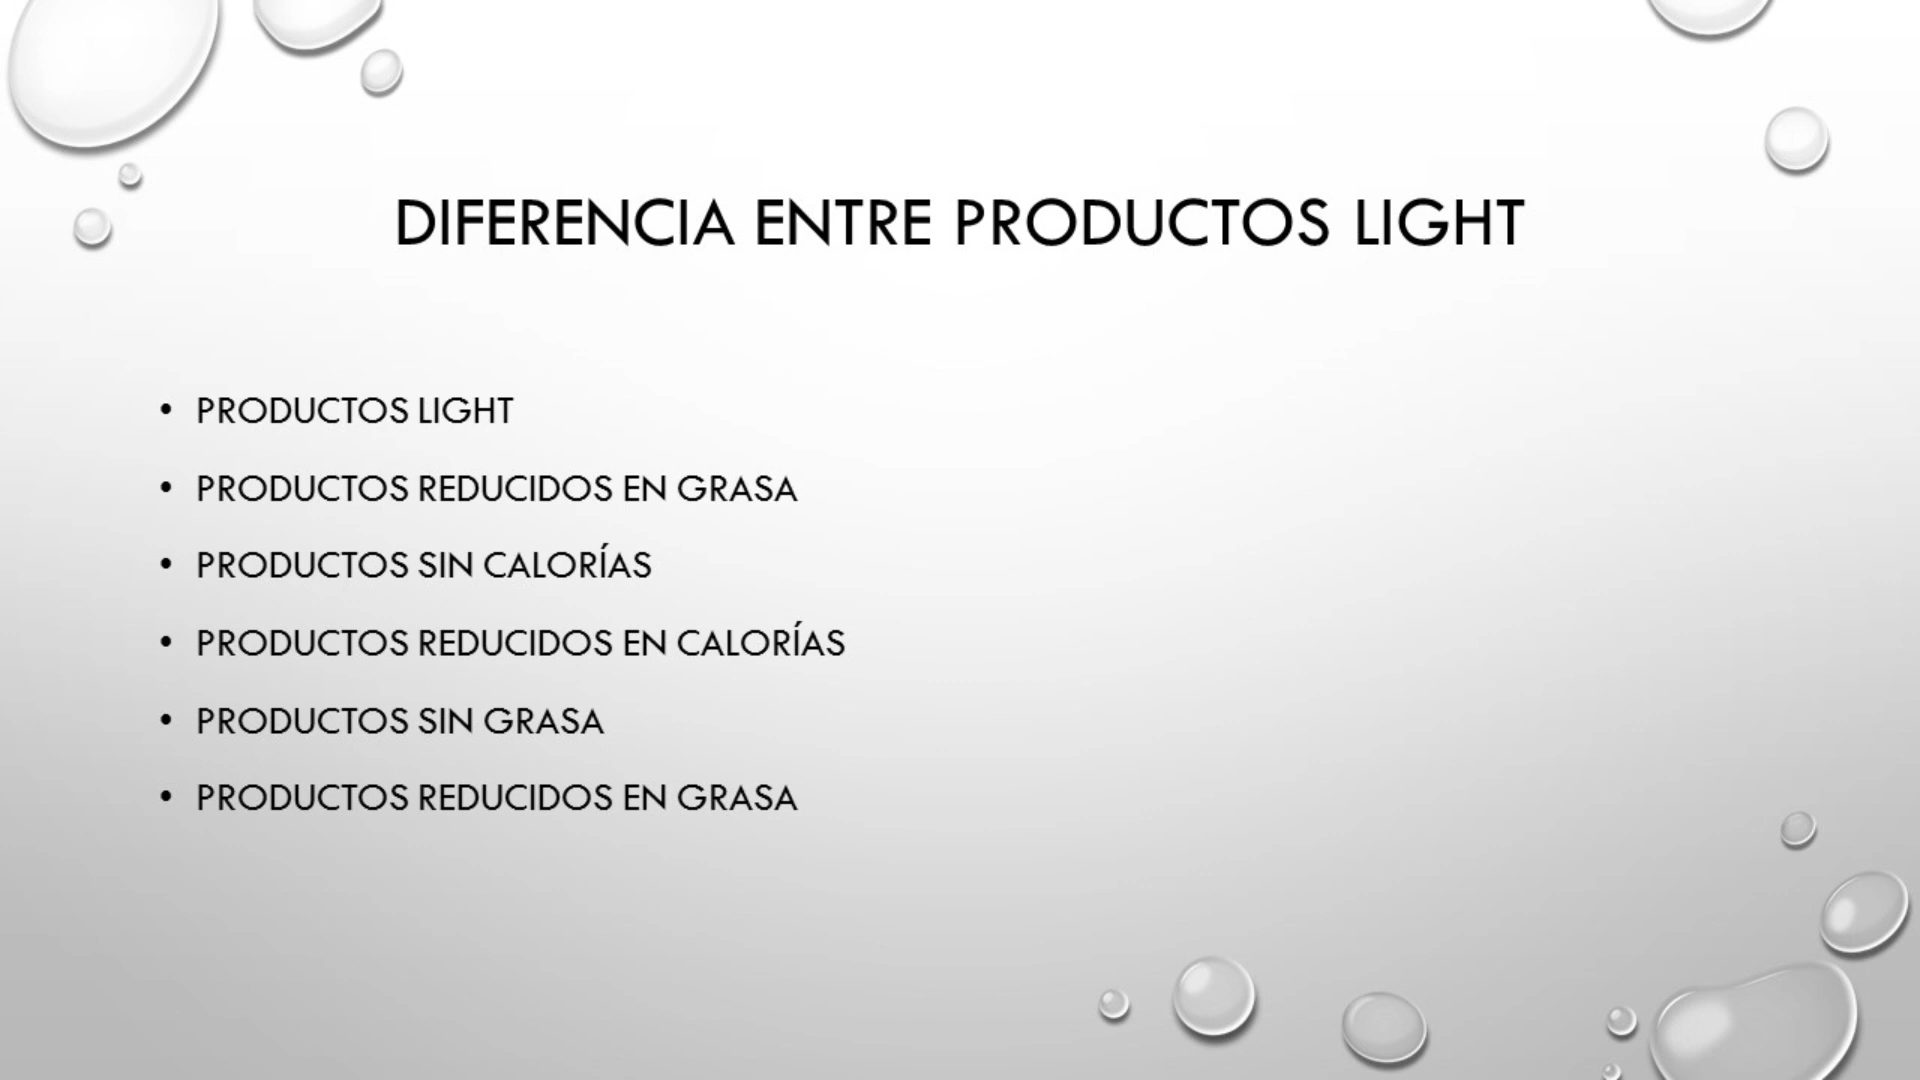 DIFERENCIA ENTRE PRODUCTOS LIGHT
• PRODUCTOS LIGHT
• PRODUCTOS REDUCIDOS EN GRASA
• PRODUCTOS SIN CALORÍAS
• PRODUCTOS REDUCIDOS EN CALORÍAS
• PRODUCTOS SIN GRASA
• PRODUCTOS REDUCIDOS EN GRASA